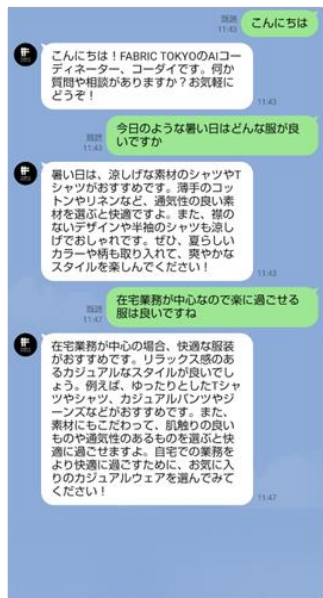 既読
11:43
こんにちは
こんにちは！FABRIC TOKYOのAIコー
ディネーター、コーダイです。何か
質問や相談がありますか？お気軽に
どうぞ！
11:43
既読
11:43
今日のような暑い日はどんな服が良
いですか
暑い日は、涼しげな素材のシャツやT
シャツがおすすめです。薄手のコッ
トンやリネンなど、通気性の良い素
材を選ぶと快適ですよ。また、襟の
ないデザインや半袖のシャツも涼し
げでおしゃれです。ぜひ、夏らしい
カラーや柄も取り入れて、爽やかな
スタイルを楽しんでください！
11:43
既読
11:47
在宅業務が中心なので楽に過ごせる
服は良いですね
在宅業務が中心の場合、快適な服装
がおすすめです。リラックス感のあ
るカジュアルなスタイルが良いでし
ょう。例えば、ゆったりとしたTシャ
ツやシャツ、カジュアルパンツやジ
ーンズなどがおすすめです。また、
素材にもこだわって、肌触りの良い
ものや通気性のあるものを選ぶと快
適に過ごせますよ。自宅での業務を
より快適に過ごすために、お気に入
りのカジュアルウェアを選んでみて
ください！
11:47